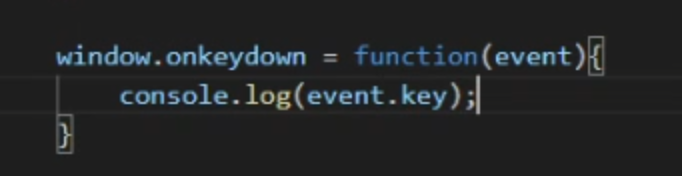 window.onkeydown = function(event){
    console.log(event.key);
}